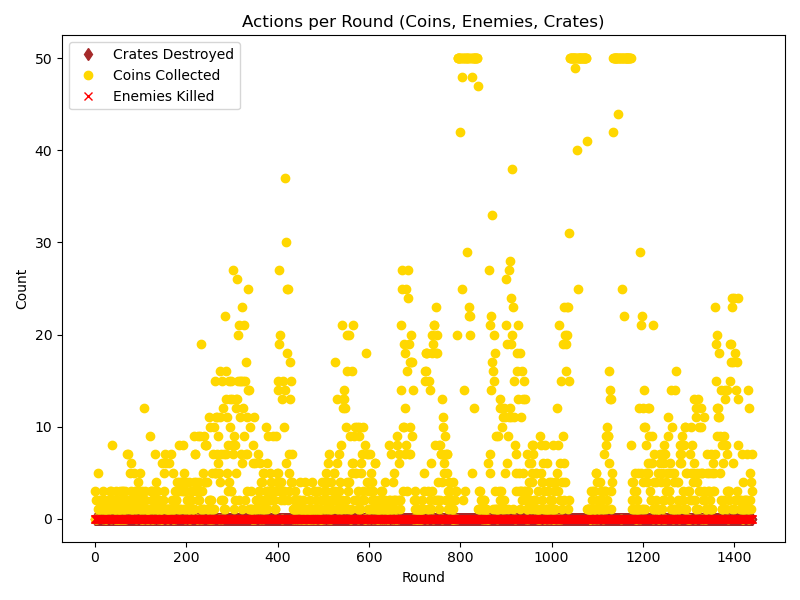 Actions per Round (Coins, Enemies, Crates)
Crates Destroyed
Coins Collected
Enemies Killed
Count
50
40
30
20
10
0
0 200 400 600 800 1000 1200 1400
Round